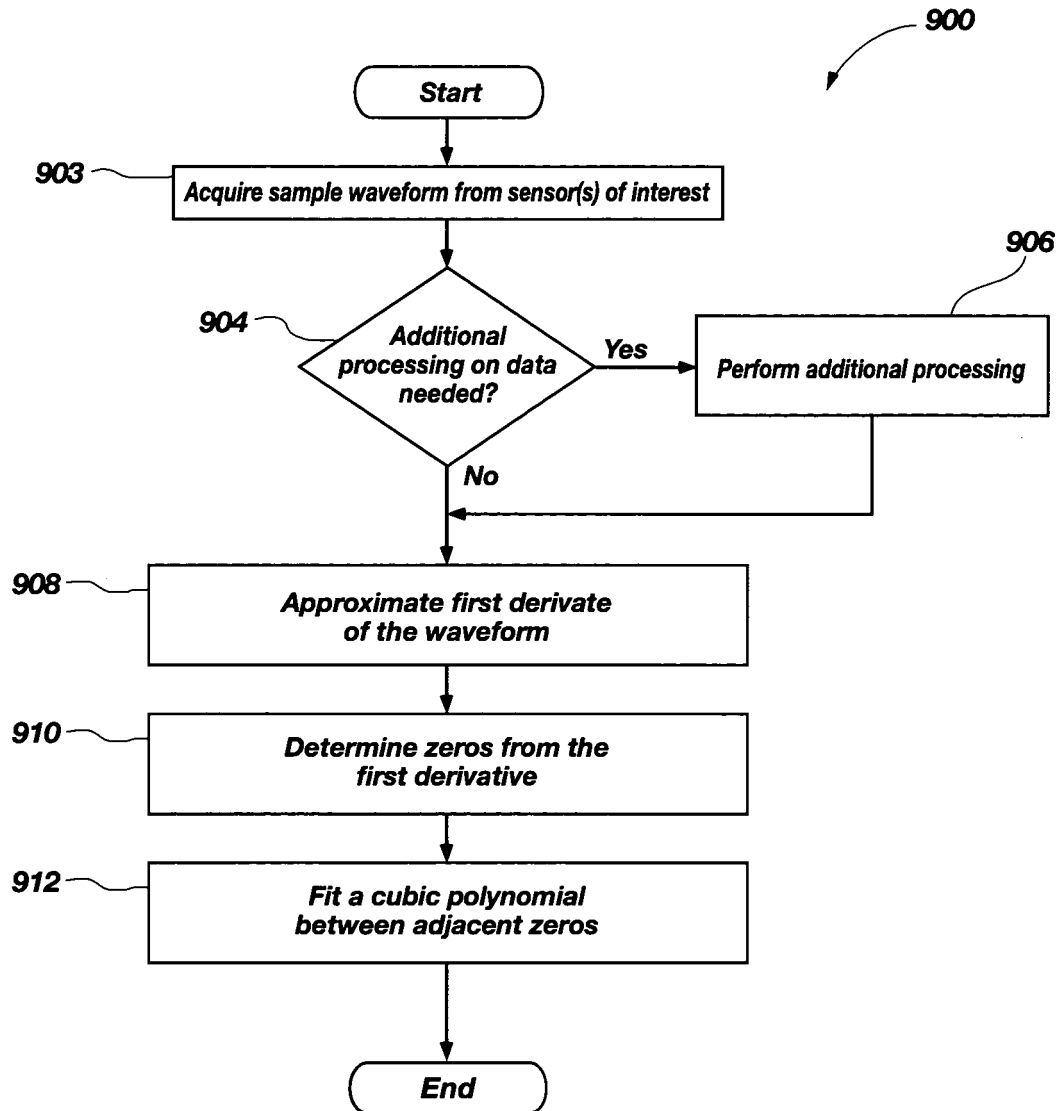 900
Start
903
Acquire sample waveform from sensor(s) of interest
906
904
Additional
processing on data
needed?
Yes
Perform additional processing
No
908
Approximate first derivate
of the waveform
910
Determine zeros from the
first derivative
912
Fit a cubic polynomial
between adjacent zeros
End